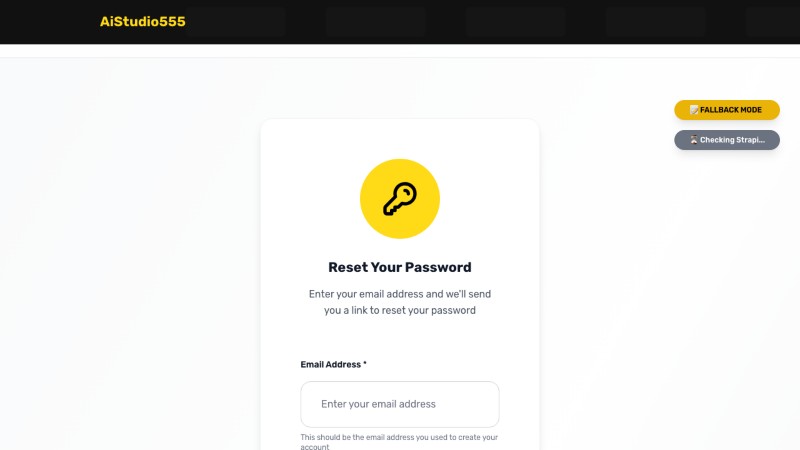 AiStudio555
FALLBACK MODE
Checking Strapi...
Reset Your Password
Enter your email address and we'll send
you a link to reset your password
Email Address *
Enter your email address
This should be the email address you used to create your
account